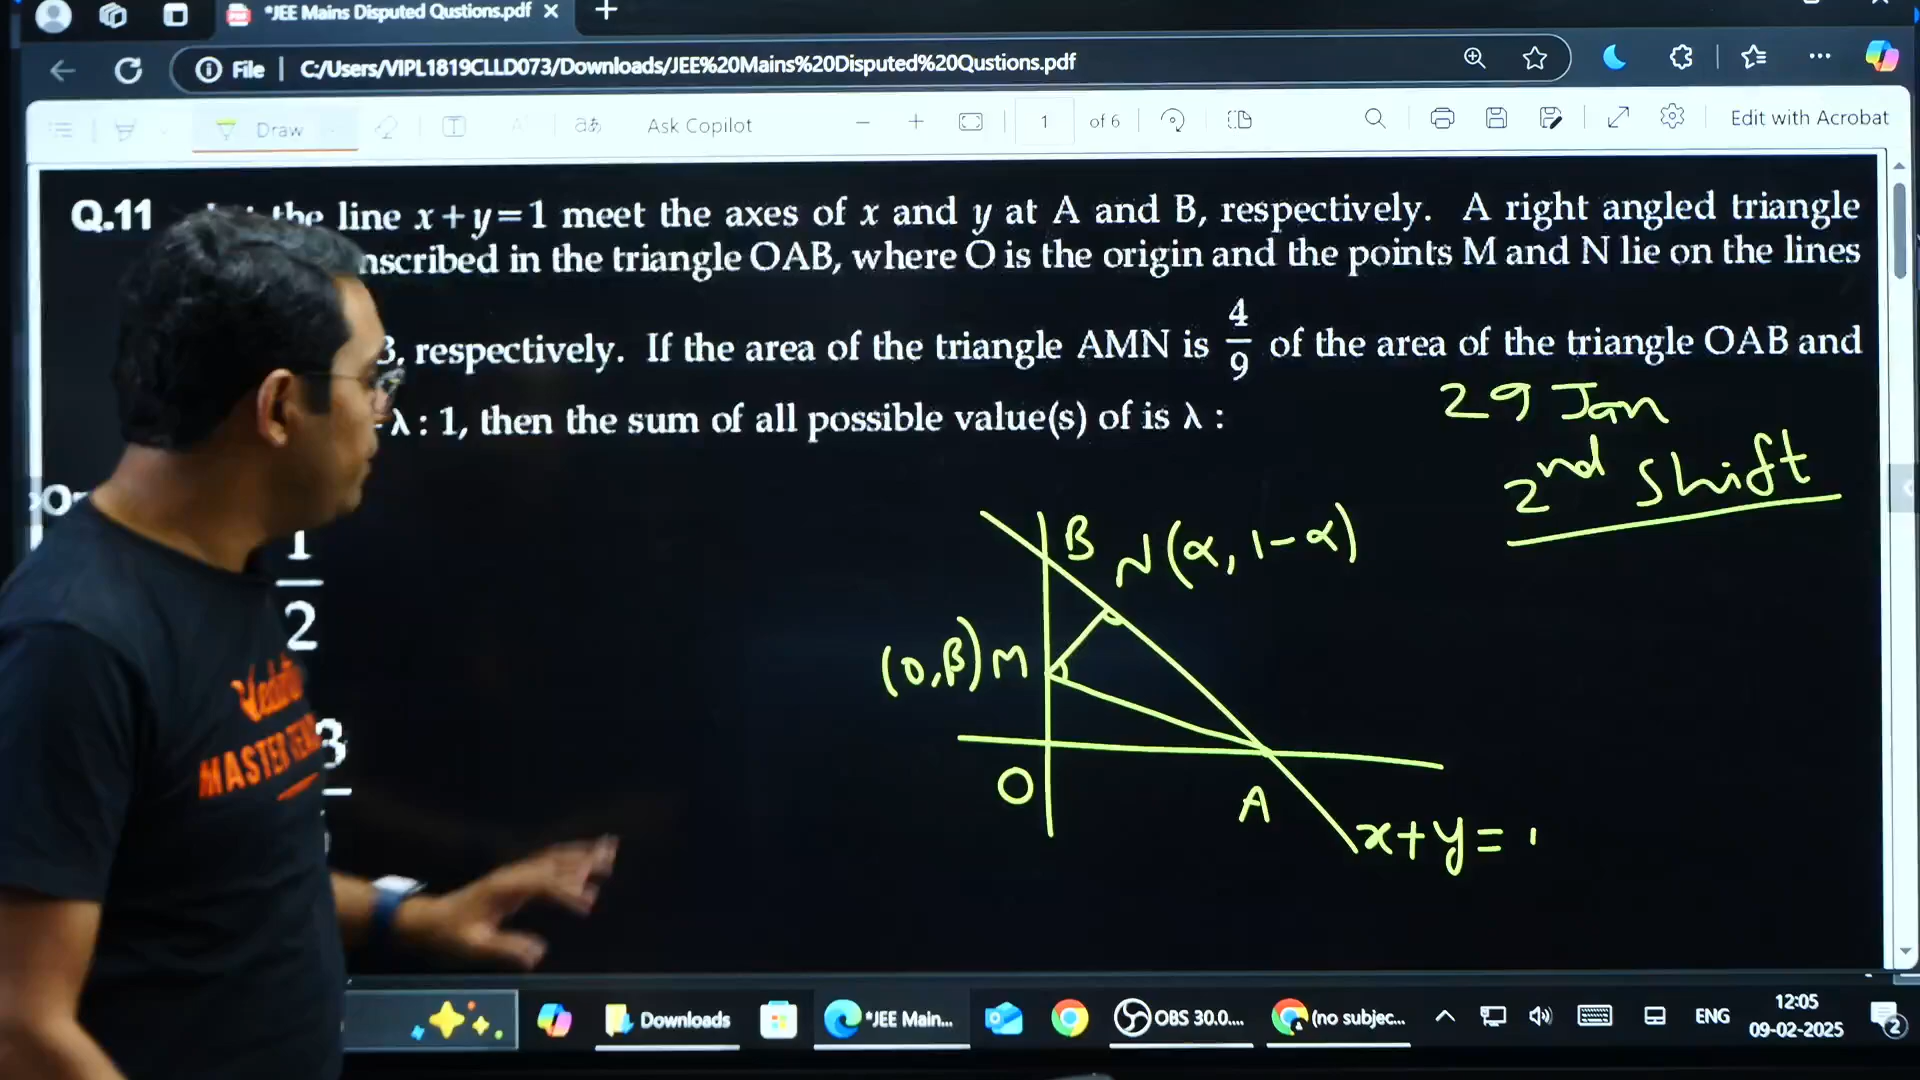 *JEE Mains Disputed Qustions.pdf
File | C:/Users/VIPL1819CLLD073/Downloads/JEE%20Mains%20Disputed%20Qustions.pdf
Draw
Ask Copilot
1 of 6
Edit with Acrobat
Q.11 the line x+y=1 meet the axes of x and y at A and B, respectively. A right angled triangle
nscribed in the triangle OAB, where O is the origin and the points M and N lie on the lines
B, respectively. If the area of the triangle AMN is 4/9 of the area of the triangle OAB and
λ : 1, then the sum of all possible value(s) of is λ :
29 Jan
2nd Shift
1
2
3
B
N(α, 1-α)
(0,β) M
O
A
x+y=1
Vedantu
MASTER
Downloads
*JEE Main...
OBS 30.0....
(no subjec...
ENG
12:05
09-02-2025
2